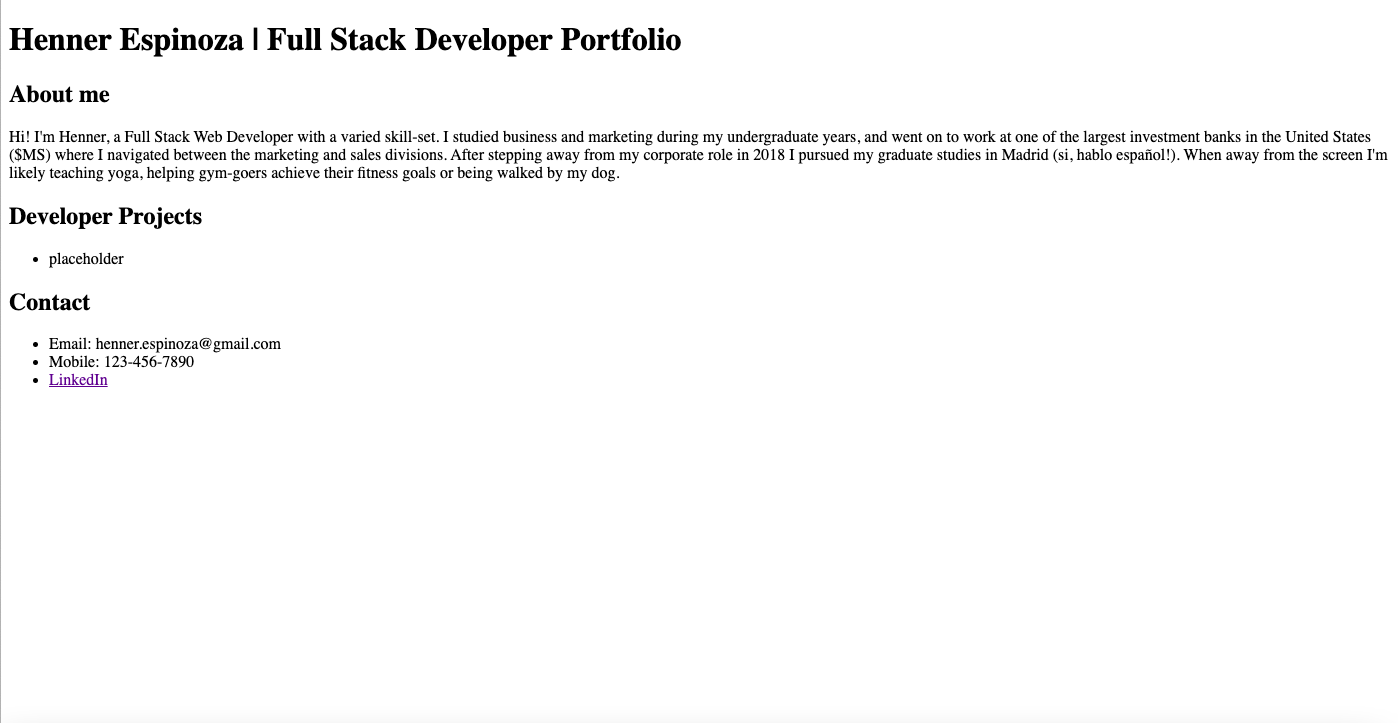 Henner Espinoza | Full Stack Developer Portfolio
About me
Hi! I'm Henner, a Full Stack Web Developer with a varied skill-set. I studied business and marketing during my undergraduate years, and went on to work at one of the largest investment banks in the United States
($MS) where I navigated between the marketing and sales divisions. After stepping away from my corporate role in 2018 I pursued my graduate studies in Madrid (si, hablo español!). When away from the screen I'm
likely teaching yoga, helping gym-goers achieve their fitness goals or being walked by my dog.
Developer Projects
• placeholder
Contact
• Email: henner.espinoza@gmail.com
• Mobile: 123-456-7890
• LinkedIn